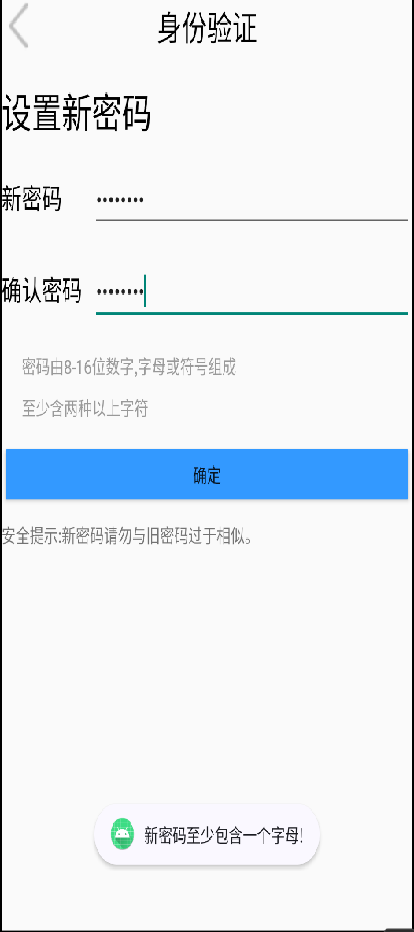 身份验证
设置新密码
新密码 ••••••••
确认密码 ••••••••
密码由8-16位数字,字母或符号组成
至少含两种以上字符
确定
安全提示:新密码请勿与旧密码过于相似。
新密码至少包含一个字母!